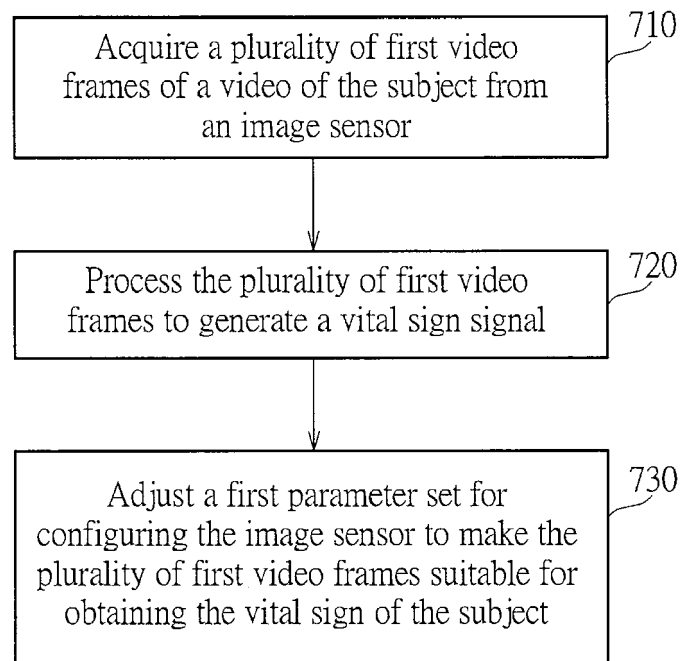 710
Acquire a plurality of first video
frames of a video of the subject from
an image sensor
720
Process the plurality of first video
frames to generate a vital sign signal
730
Adjust a first parameter set for
configuring the image sensor to make the
plurality of first video frames suitable for
obtaining the vital sign of the subject